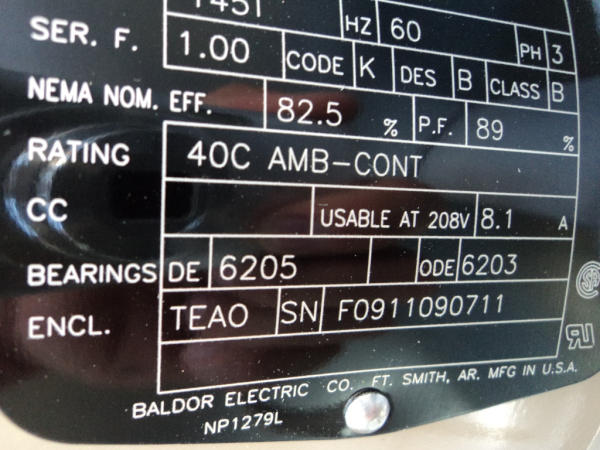 HZ 60
PH 3
SER. F. 1.00 CODE K DES B CLASS B
NEMA NOM. EFF. 82.5 % P.F. 89 %
RATING 40C AMB-CONT
CC USABLE AT 208V 8.1 A
BEARINGS DE 6205 ODE 6203
ENCL. TEAO SN F0911090711
BALDOR ELECTRIC CO. FT. SMITH, AR. MFG IN U.S.A.
NP1279L